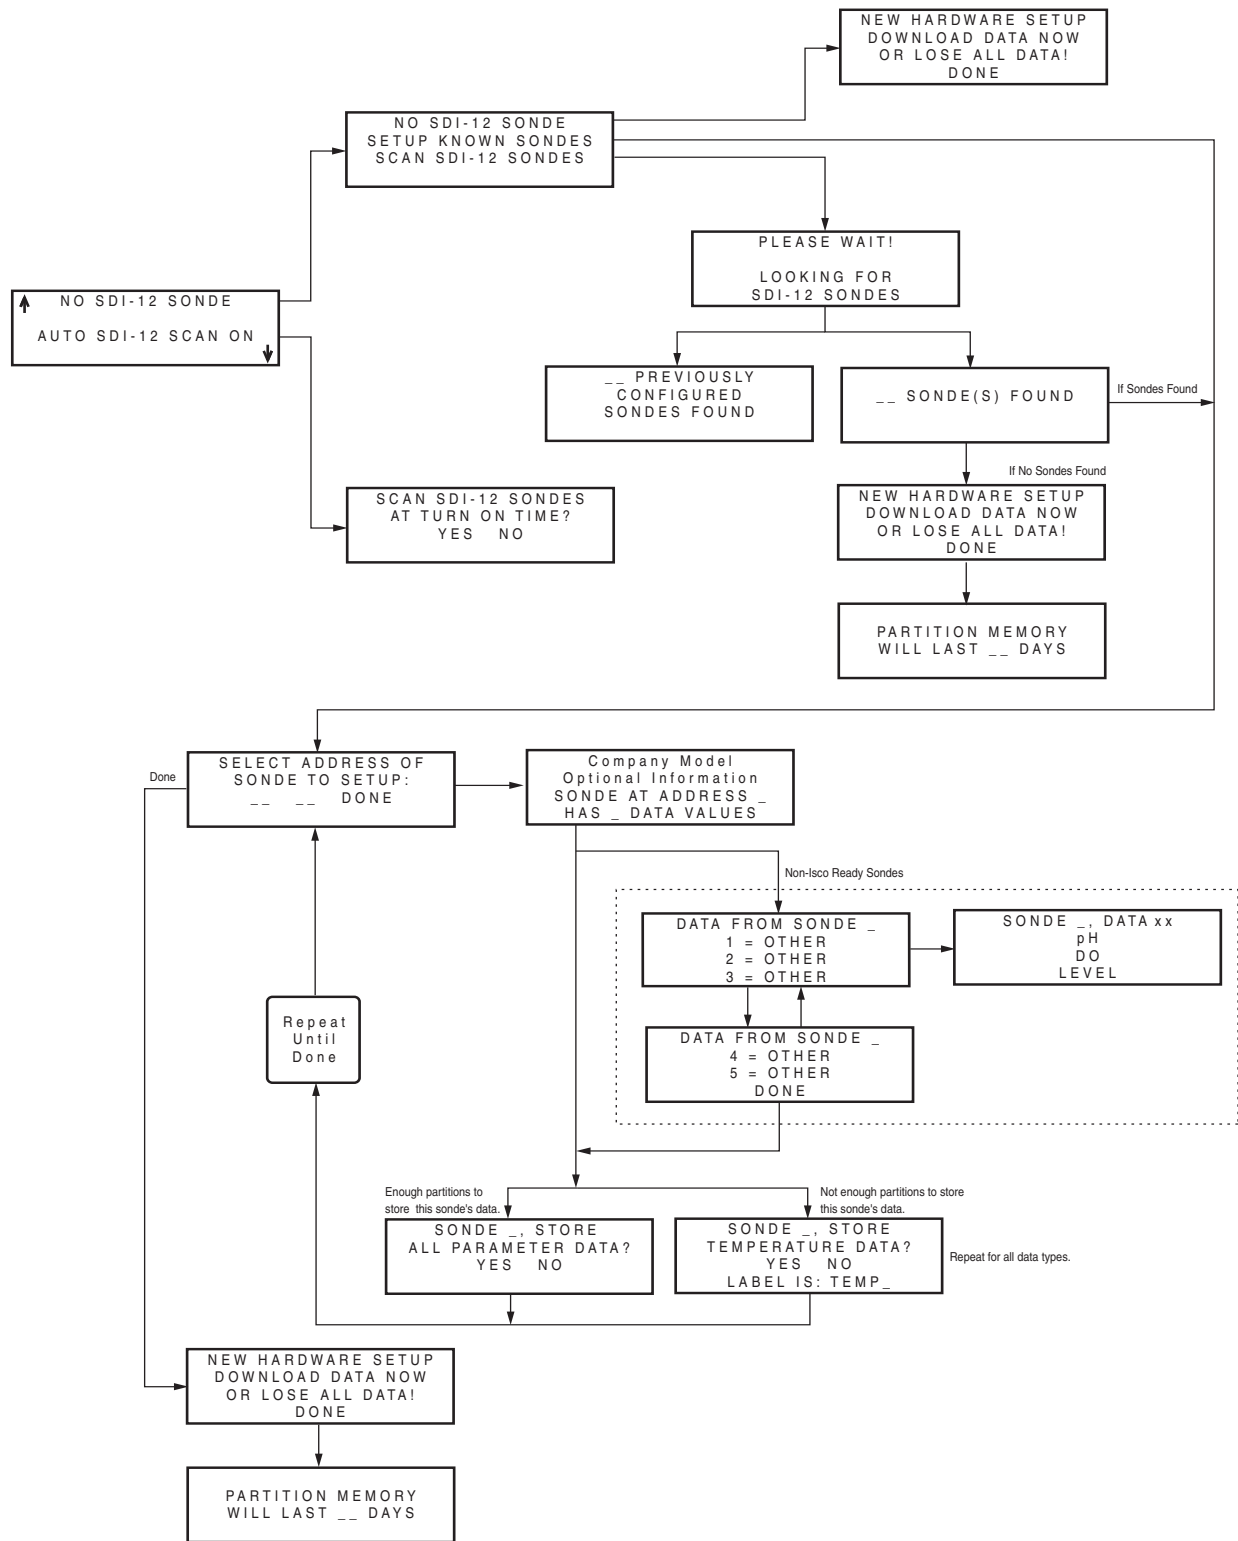 NEW HARDWARE SETUP
DOWNLOAD DATA NOW
OR LOSE ALL DATA!
DONE
NO SDI-12 SONDE
SETUP KNOWN SONDES
SCAN SDI-12 SONDES
PLEASE WAIT!
LOOKING FOR
SDI-12 SONDES
NO SDI-12 SONDE
AUTO SDI-12 SCAN ON
__ PREVIOUSLY
CONFIGURED
SONDES FOUND
__ SONDE(S) FOUND
If Sondes Found
If No Sondes Found
SCAN SDI-12 SONDES
AT TURN ON TIME?
YES NO
NEW HARDWARE SETUP
DOWNLOAD DATA NOW
OR LOSE ALL DATA!
DONE
PARTITION MEMORY
WILL LAST __ DAYS
Done
SELECT ADDRESS OF
SONDE TO SETUP:
__ __ DONE
Company Model
Optional Information
SONDE AT ADDRESS _
HAS _ DATA VALUES
Non-Isco Ready Sondes
DATA FROM SONDE _
1 = OTHER
2 = OTHER
3 = OTHER
SONDE _, DATA xx
pH
DO
LEVEL
Repeat
Until
Done
DATA FROM SONDE _
4 = OTHER
5 = OTHER
DONE
Enough partitions to
store this sonde's data.
Not enough partitions to store
this sonde's data.
SONDE _, STORE
ALL PARAMETER DATA?
YES NO
SONDE _, STORE
TEMPERATURE DATA?
YES NO
LABEL IS: TEMP_
Repeat for all data types.
NEW HARDWARE SETUP
DOWNLOAD DATA NOW
OR LOSE ALL DATA!
DONE
PARTITION MEMORY
WILL LAST __ DAYS